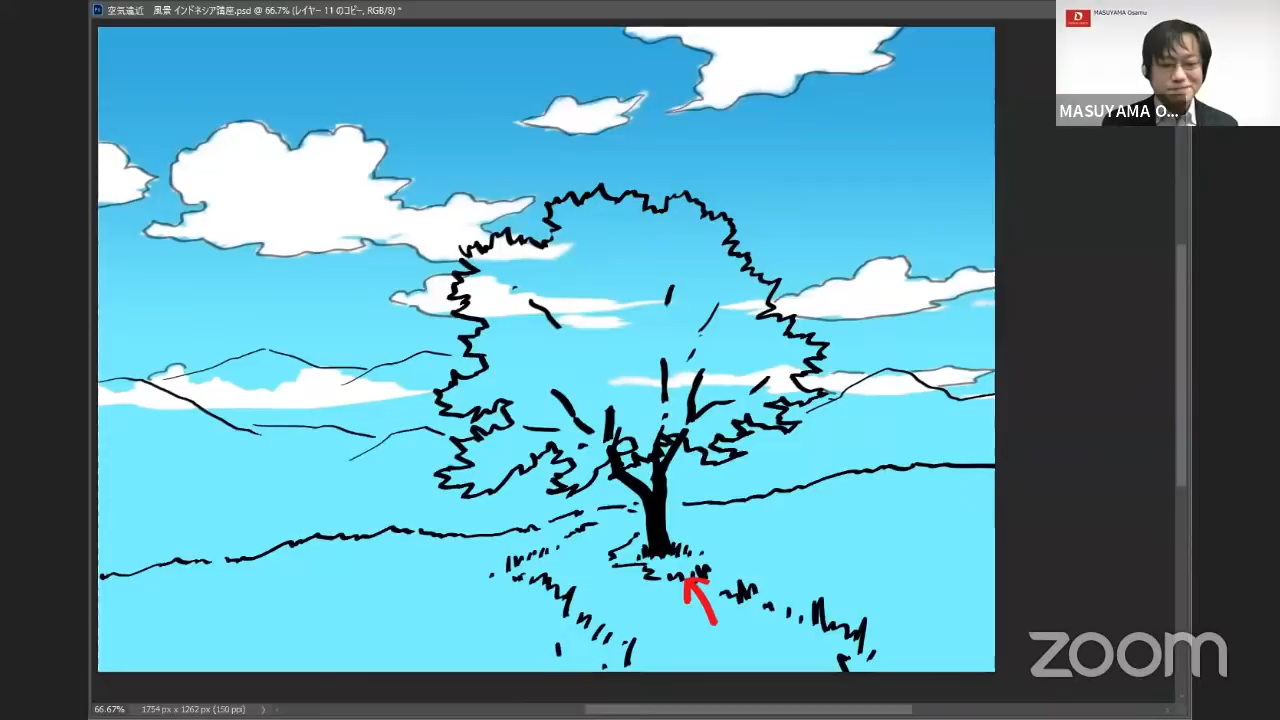 空気遠近　風景 インドネシア講座.psd @ 66.7% (レイヤー 11 のコピー, RGB/8) *
MASUYAMA Osamu
MASUYAMA O...
zoom
66.67%
1754 px x 1262 px (150 ppi)